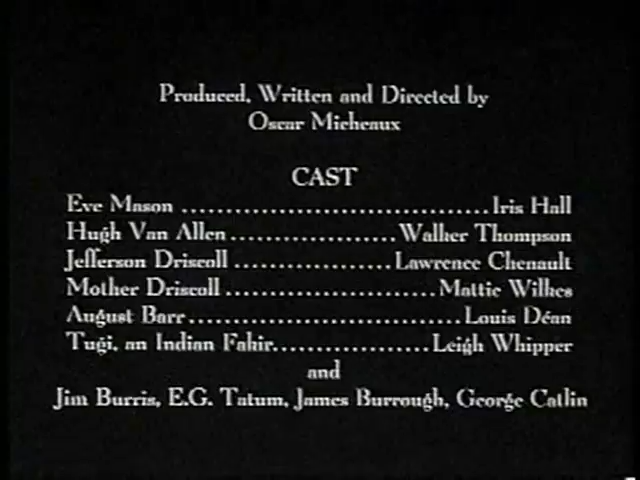 Produced, Written and Directed by
Oscar Micheaux
CAST
Eve Mason ................................... Iris Hall
Hugh Van Allen................... Walker Thompson
Jefferson Driscoll .................. Lawrence Chenault
Mother Driscoll........................ Mattie Wilkes
August Barr............................... Louis Déan
Tugi, an Indian Fakir.................. Leigh Whipper
and
Jim Burris, E.G. Tatum, James Burrough, George Catlin